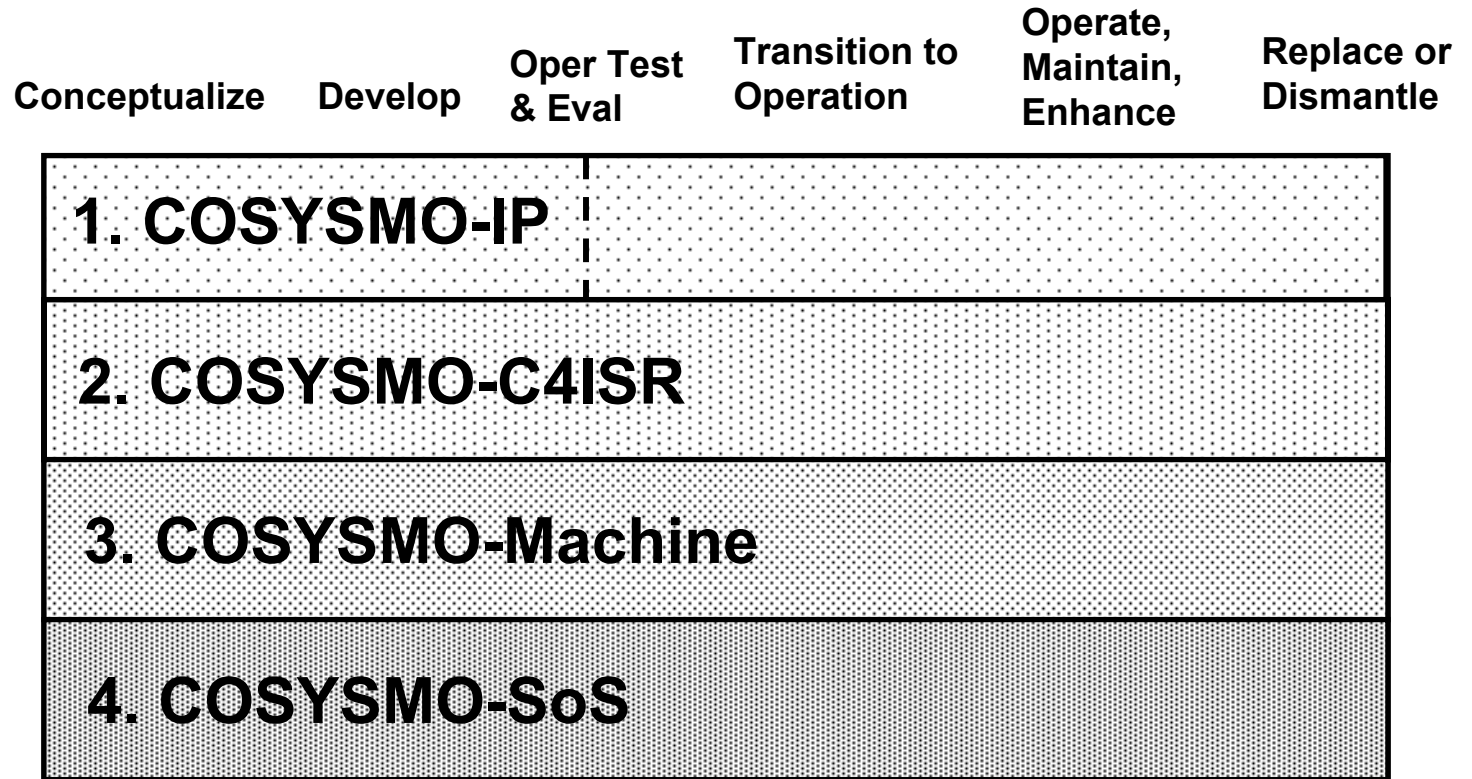 Conceptualize
Develop
Oper Test
& Eval
Transition to
Operation
Operate,
Maintain,
Enhance
Replace or
Dismantle
1. COSYSMO-IP
2. COSYSMO-C4ISR
3. COSYSMO-Machine
4. COSYSMO-SoS